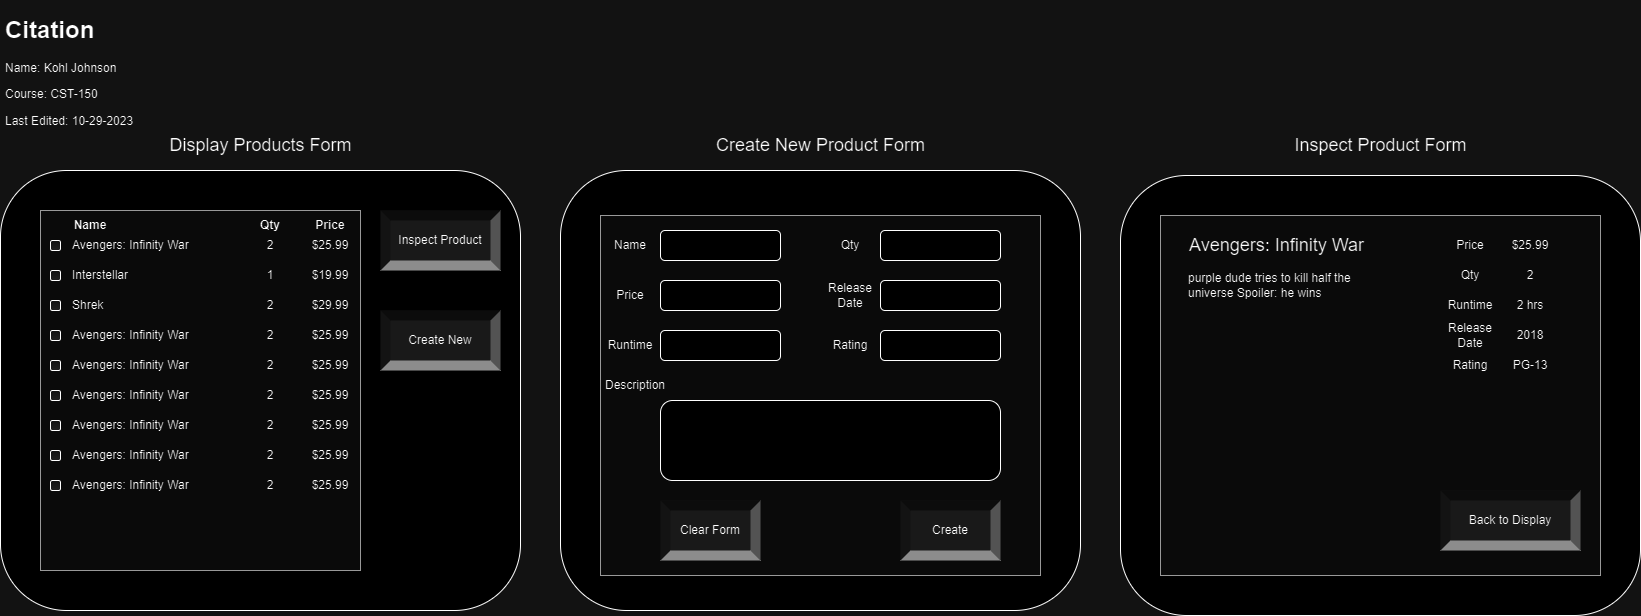 Citation
Name: Kohl Johnson
Course: CST-150
Last Edited: 10-29-2023
Display Products Form
Name Qty Price
Avengers: Infinity War 2 $25.99
Interstellar 1 $19.99
Shrek 2 $29.99
Avengers: Infinity War 2 $25.99
Avengers: Infinity War 2 $25.99
Avengers: Infinity War 2 $25.99
Avengers: Infinity War 2 $25.99
Avengers: Infinity War 2 $25.99
Avengers: Infinity War 2 $25.99
Inspect Product
Create New
Create New Product Form
Name Qty
Price Release
Date
Runtime Rating
Description
Clear Form Create
Inspect Product Form
Avengers: Infinity War
purple dude tries to kill half the
universe Spoiler: he wins
Price $25.99
Qty 2
Runtime 2 hrs
Release
Date 2018
Rating PG-13
Back to Display